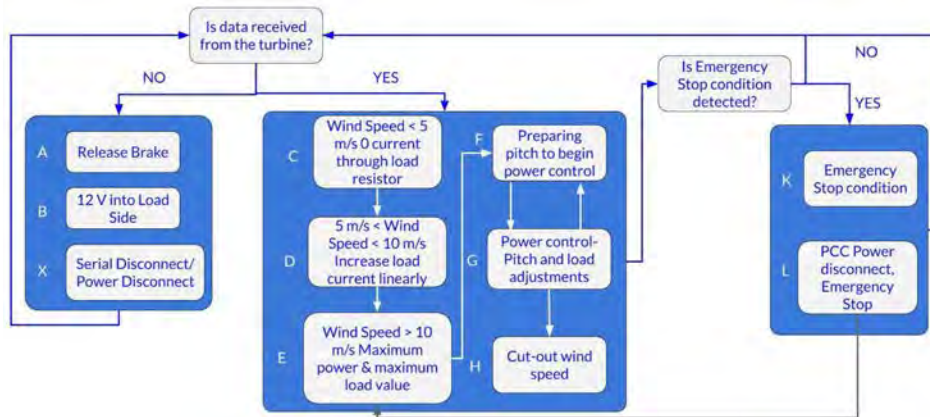 Is data received
from the turbine?
NO
YES
Is Emergency
Stop condition
detected?
NO
YES
A
Release Brake
B
12 V into Load
Side
X
Serial Disconnect/
Power Disconnect
C
Wind Speed < 5
m/s 0 current
through load
resistor
D
5 m/s < Wind
Speed < 10 m/s
Increase load
current linearly
E
Wind Speed > 10
m/s Maximum
power & maximum
load value
F
Preparing
pitch to begin
power control
G
Power control-
Pitch and load
adjustments
H
Cut-out wind
speed
K
Emergency
Stop condition
L
PCC Power
disconnect,
Emergency
Stop